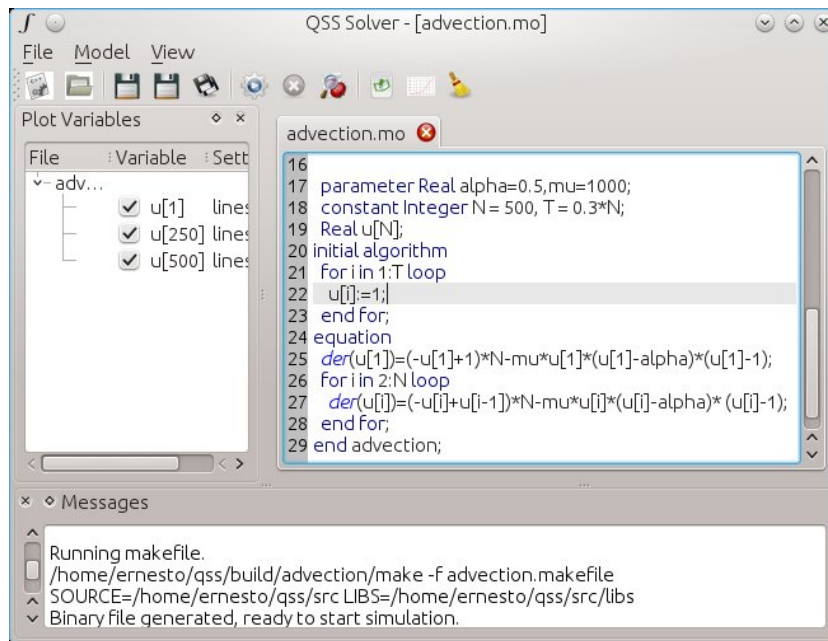 QSS Solver - [advection.mo]
File Model View
Plot Variables
File Variable Sett
adv...
u[1] lines
u[250] lines
u[500] lines
advection.mo
16
17 parameter Real alpha=0.5,mu=1000;
18 constant Integer N = 500, T = 0.3*N;
19 Real u[N];
20 initial algorithm
21 for i in 1:T loop
22 u[i]:=1;
23 end for;
24 equation
25 der(u[1])=(-u[1]+1)*N-mu*u[1]*(u[1]-alpha)*(u[1]-1);
26 for i in 2:N loop
27 der(u[i])=(-u[i]+u[i-1])*N-mu*u[i]*(u[i]-alpha)* (u[i]-1);
28 end for;
29 end advection;
Messages
Running makefile.
/home/ernesto/qss/build/advection/make -f advection.makefile
SOURCE=/home/ernesto/qss/src LIBS=/home/ernesto/qss/src/libs
Binary file generated, ready to start simulation.